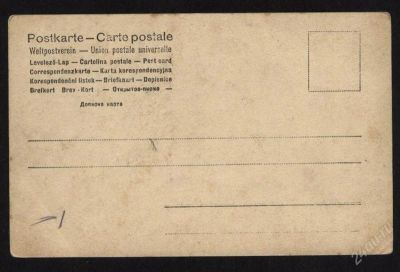 Postkarte — Carte postale
Weltpostverein — Union postale universelle
Levelező-Lap — Cartolina postale — Post card
Correspondenzkarte — Karta korespondencyjna
Korespondenční lístek — Briefkaart — Dopisnice
Brefkort Brev-Kort — Открытое письмо —
Дописна карта